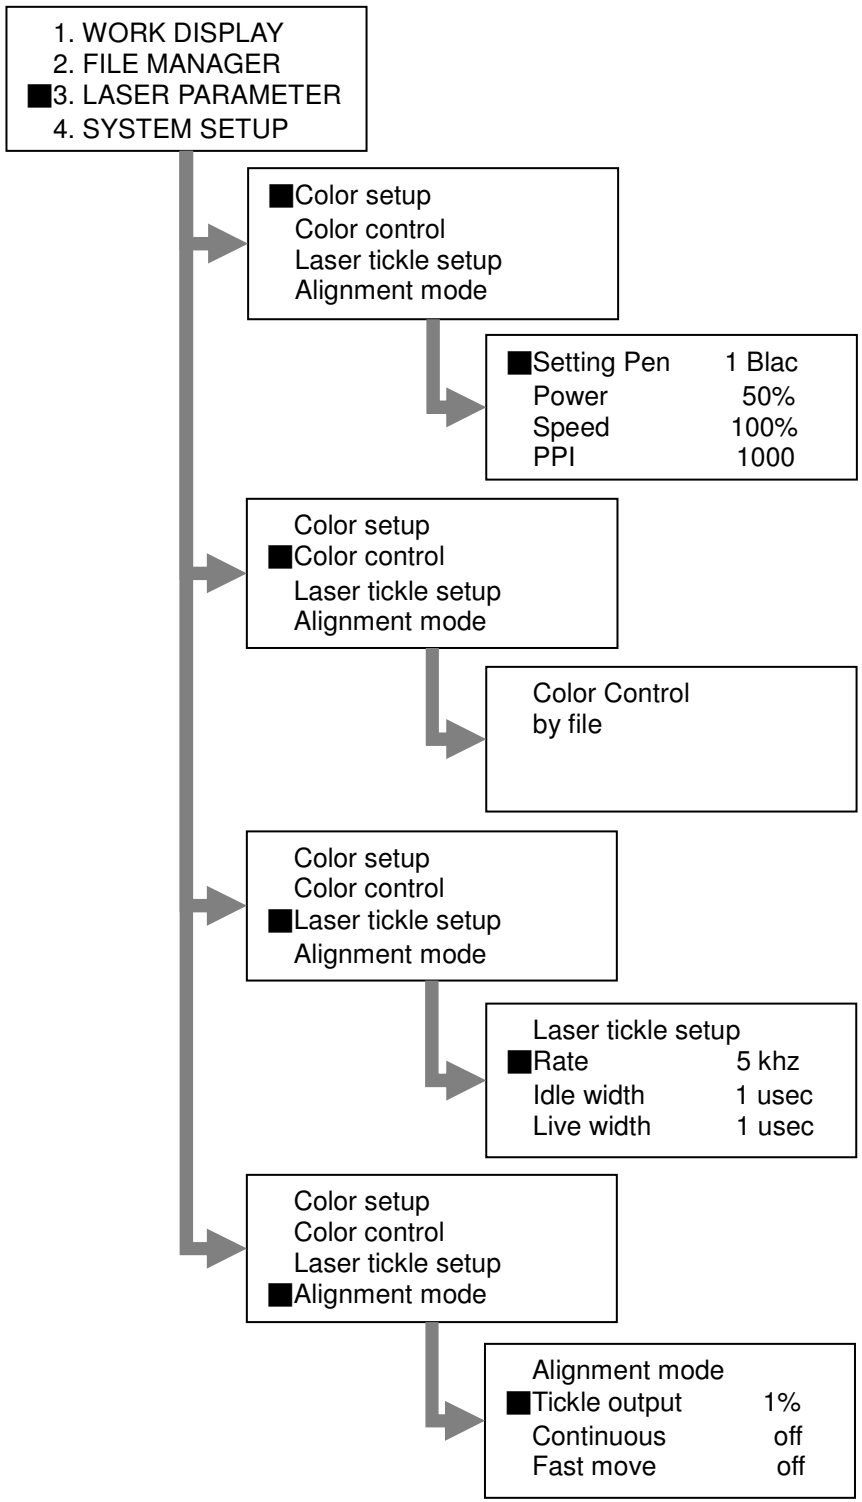 1. WORK DISPLAY
2. FILE MANAGER
3. LASER PARAMETER
4. SYSTEM SETUP
Color setup
Color control
Laser tickle setup
Alignment mode
Setting Pen 1 Blac
Power 50%
Speed 100%
PPI 1000
Color setup
Color control
Laser tickle setup
Alignment mode
Color Control
by file
Color setup
Color control
Laser tickle setup
Alignment mode
Laser tickle setup
Rate 5 khz
Idle width 1 usec
Live width 1 usec
Color setup
Color control
Laser tickle setup
Alignment mode
Alignment mode
Tickle output 1%
Continuous off
Fast move off